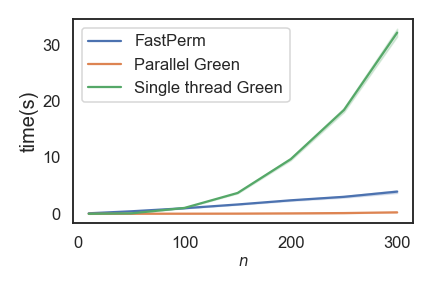 FastPerm
Parallel Green
Single thread Green
time(s)
30
20
10
0
0 100 200 300
n